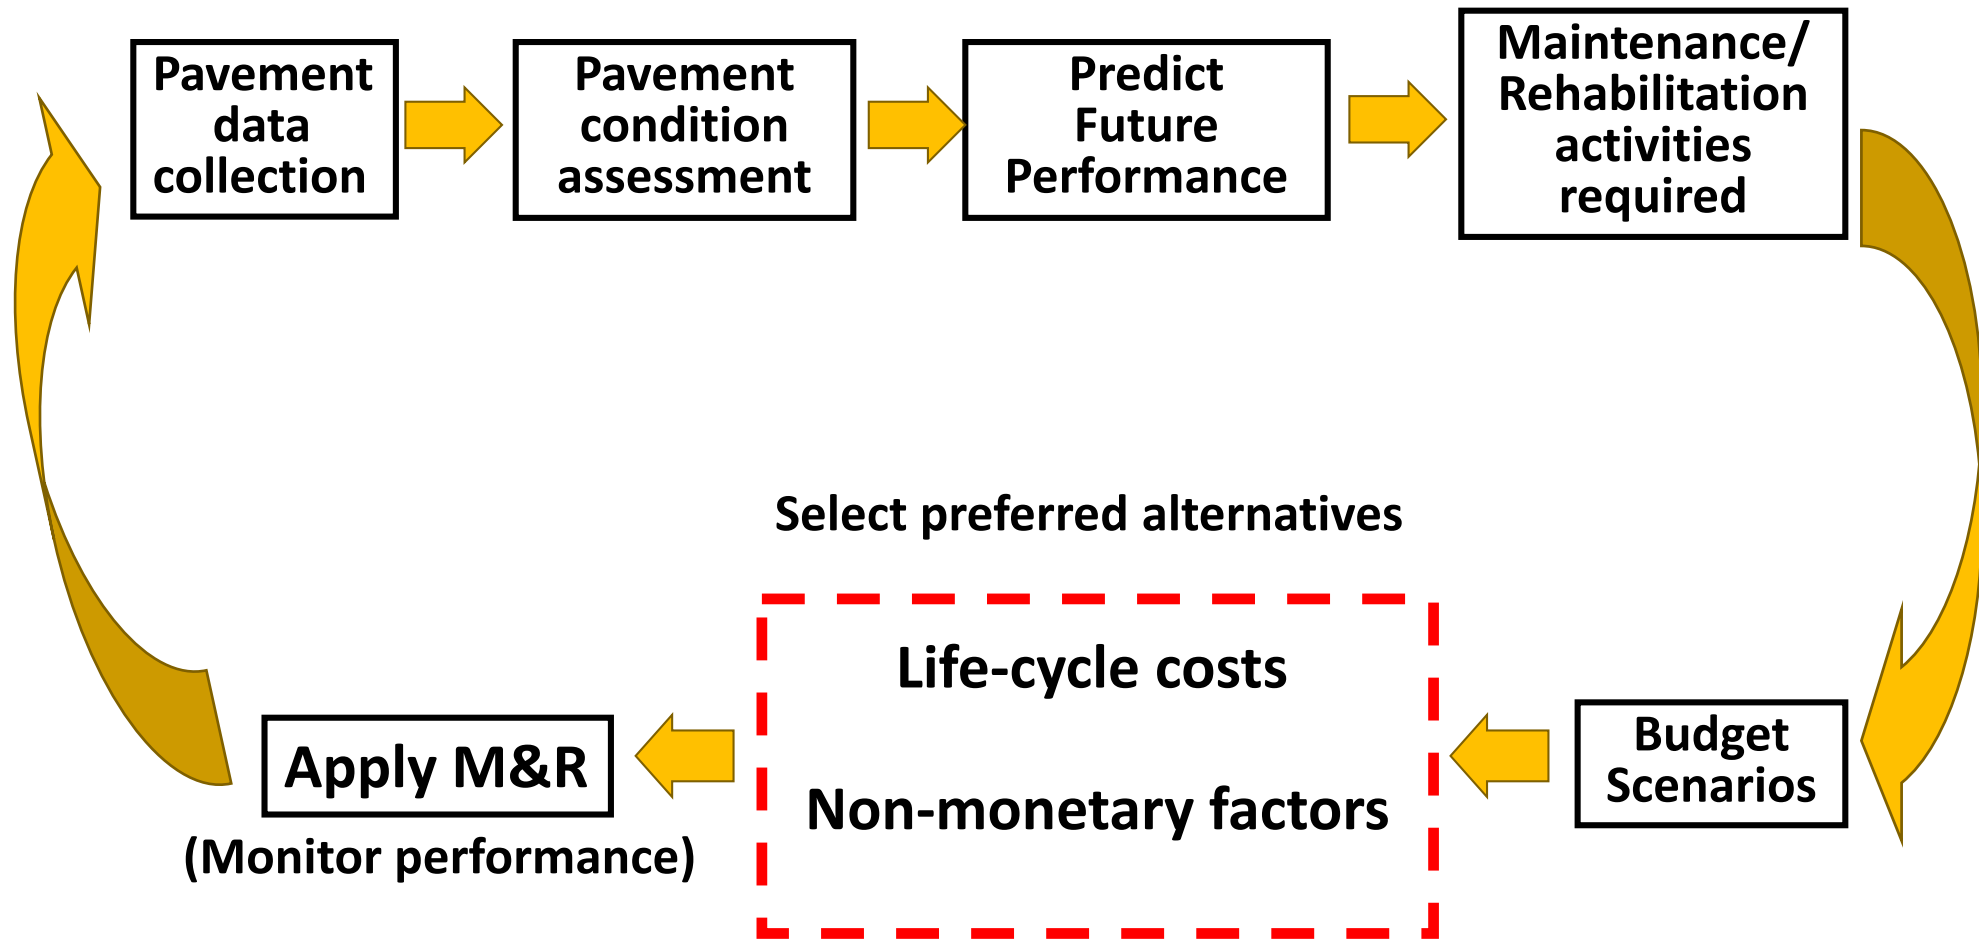 Pavement
data
collection
Pavement
condition
assessment
Predict
Future
Performance
Maintenance/
Rehabilitation
activities
required
Budget
Scenarios
Select preferred alternatives
Life-cycle costs
Non-monetary factors
Apply M&R
(Monitor performance)